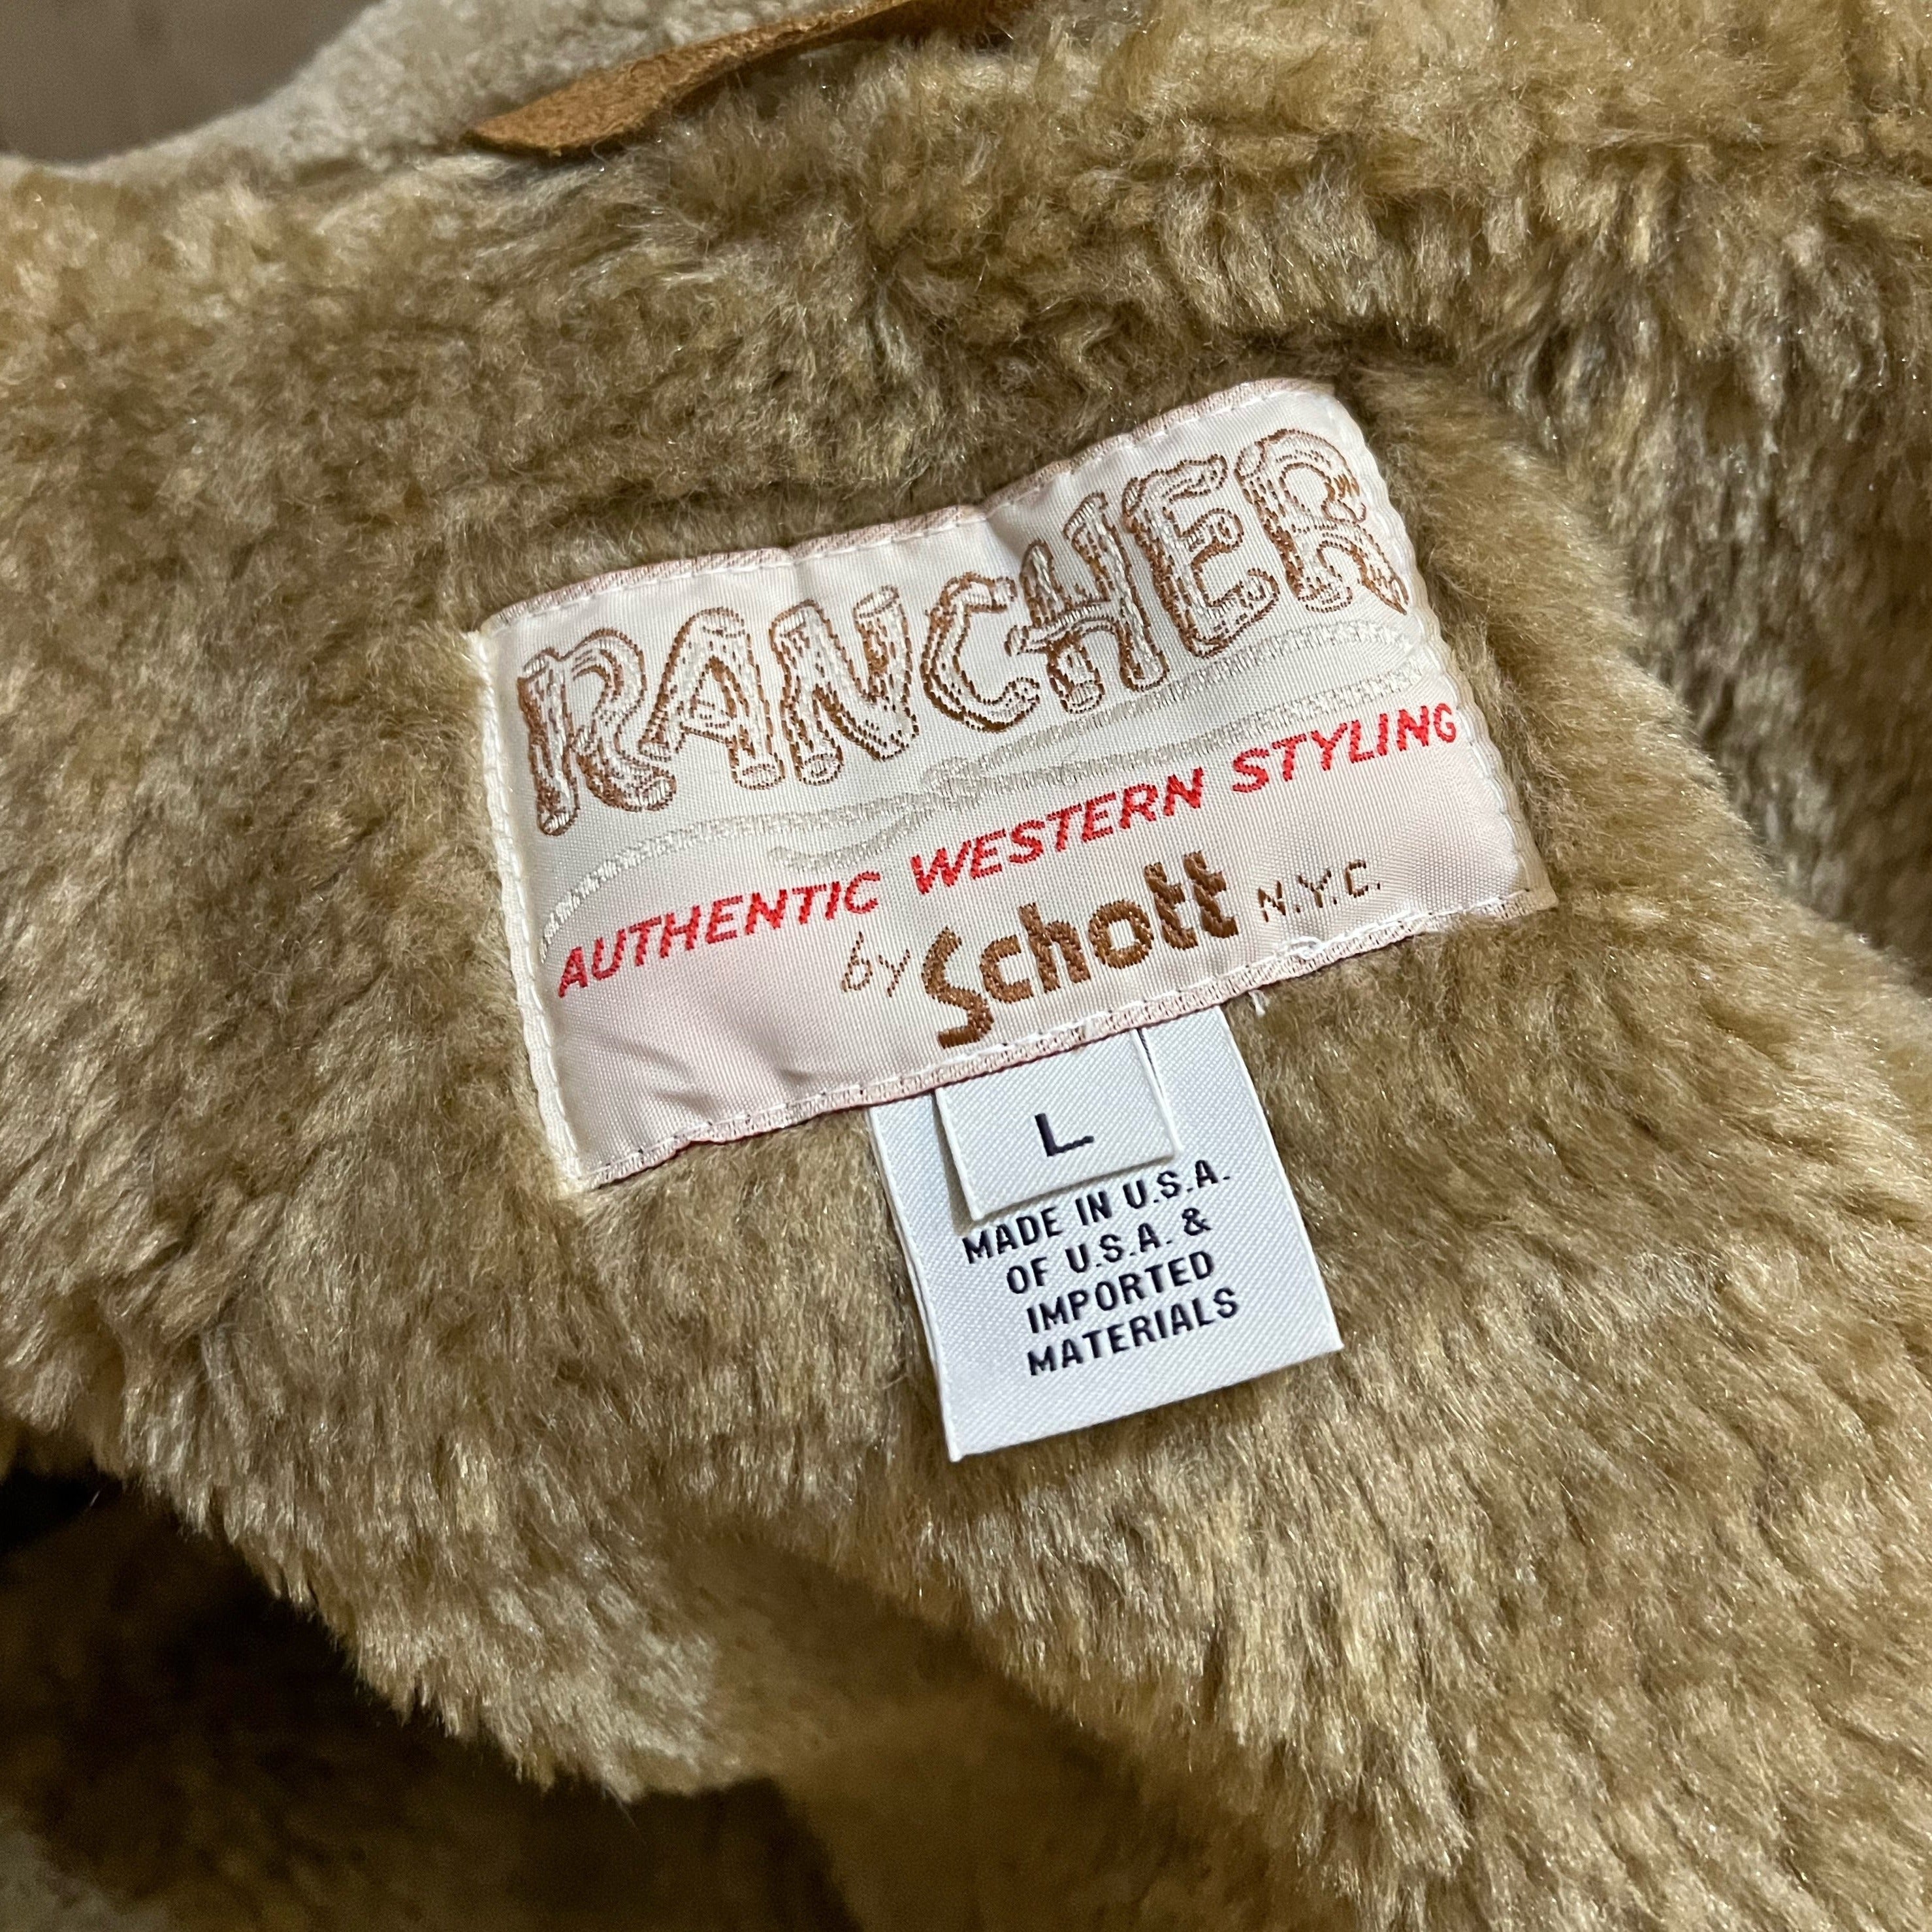 RANCHER
AUTHENTIC WESTERN STYLING
by Schott N.Y.C.
L
MADE IN U.S.A.
OF U.S.A. &
IMPORTED
MATERIALS